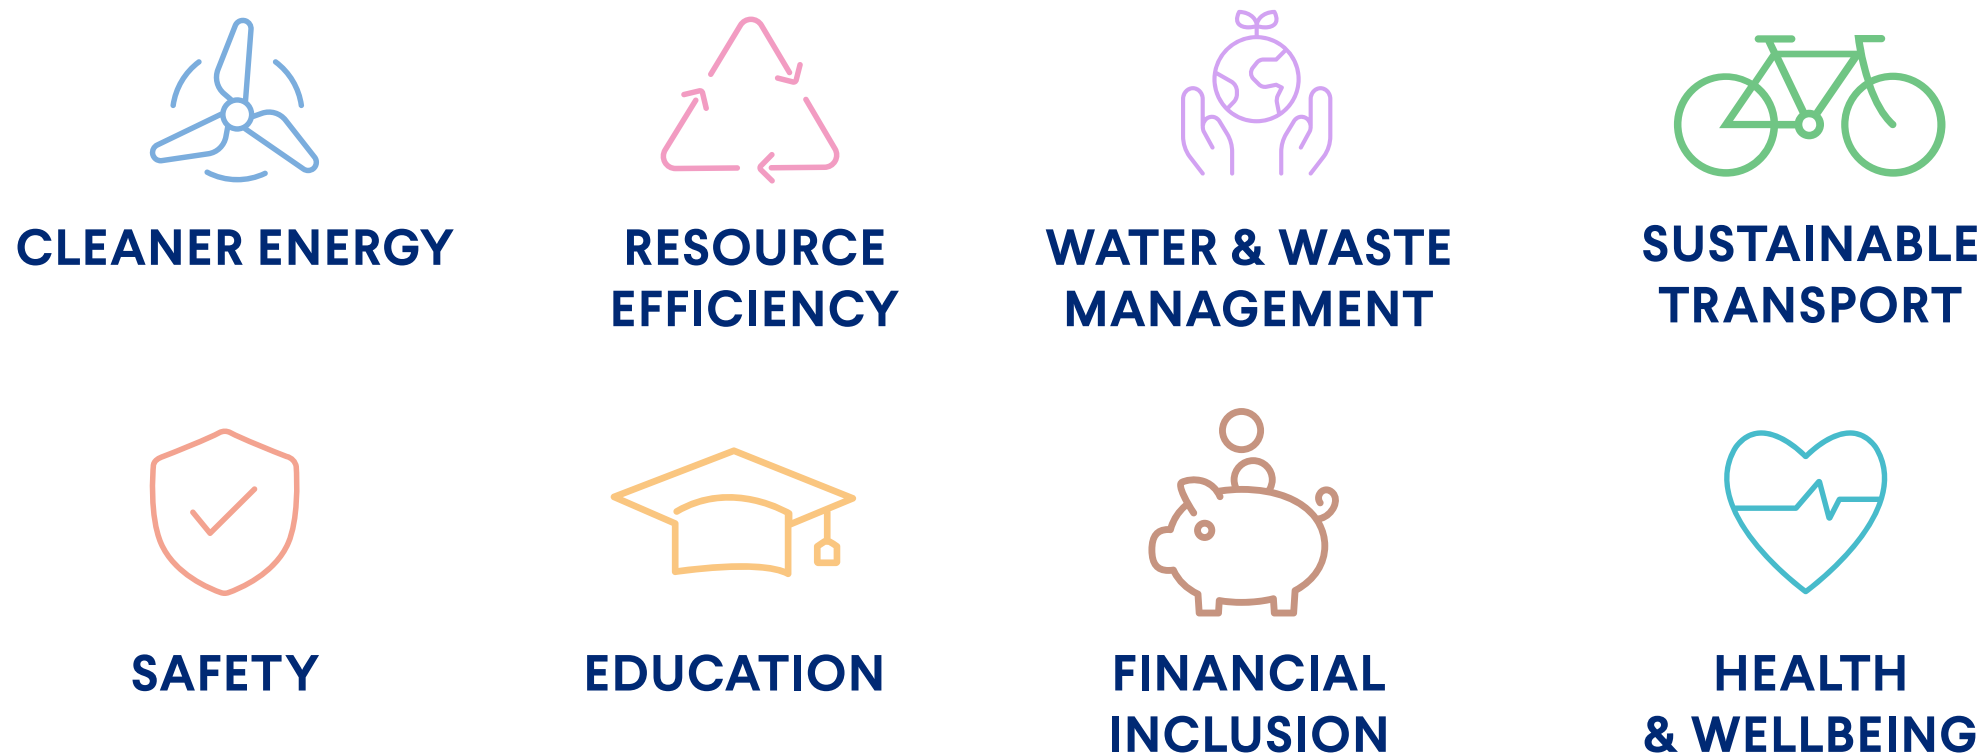 CLEANER ENERGY
RESOURCE
EFFICIENCY
WATER & WASTE
MANAGEMENT
SUSTAINABLE
TRANSPORT
SAFETY
EDUCATION
FINANCIAL
INCLUSION
HEALTH
& WELLBEING